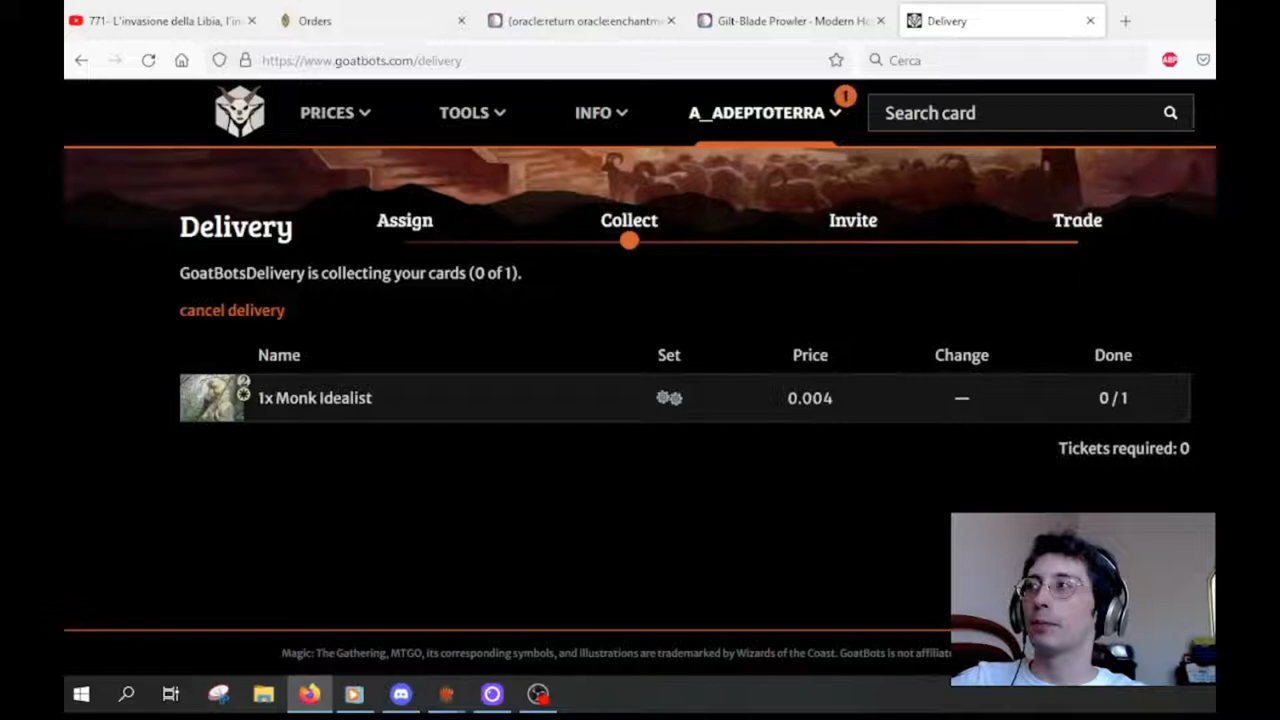 771- L'invasione della Libia, l'in
Orders
(oracle:return oracle:enchantm
Gilt-Blade Prowler - Modern Ho
Delivery
https://www.goatbots.com/delivery
Cerca
ABP
PRICES
TOOLS
INFO
A__ADEPTOTERRA
1
Search card
Delivery
Assign
Collect
Invite
Trade
GoatBotsDelivery is collecting your cards (0 of 1).
cancel delivery
Name
Set
Price
Change
Done
1x Monk Idealist
0.004
—
0 / 1
Tickets required: 0
Magic: The Gathering, MTGO, its corresponding symbols, and illustrations are trademarked by Wizards of the Coast. GoatBots is not affiliate